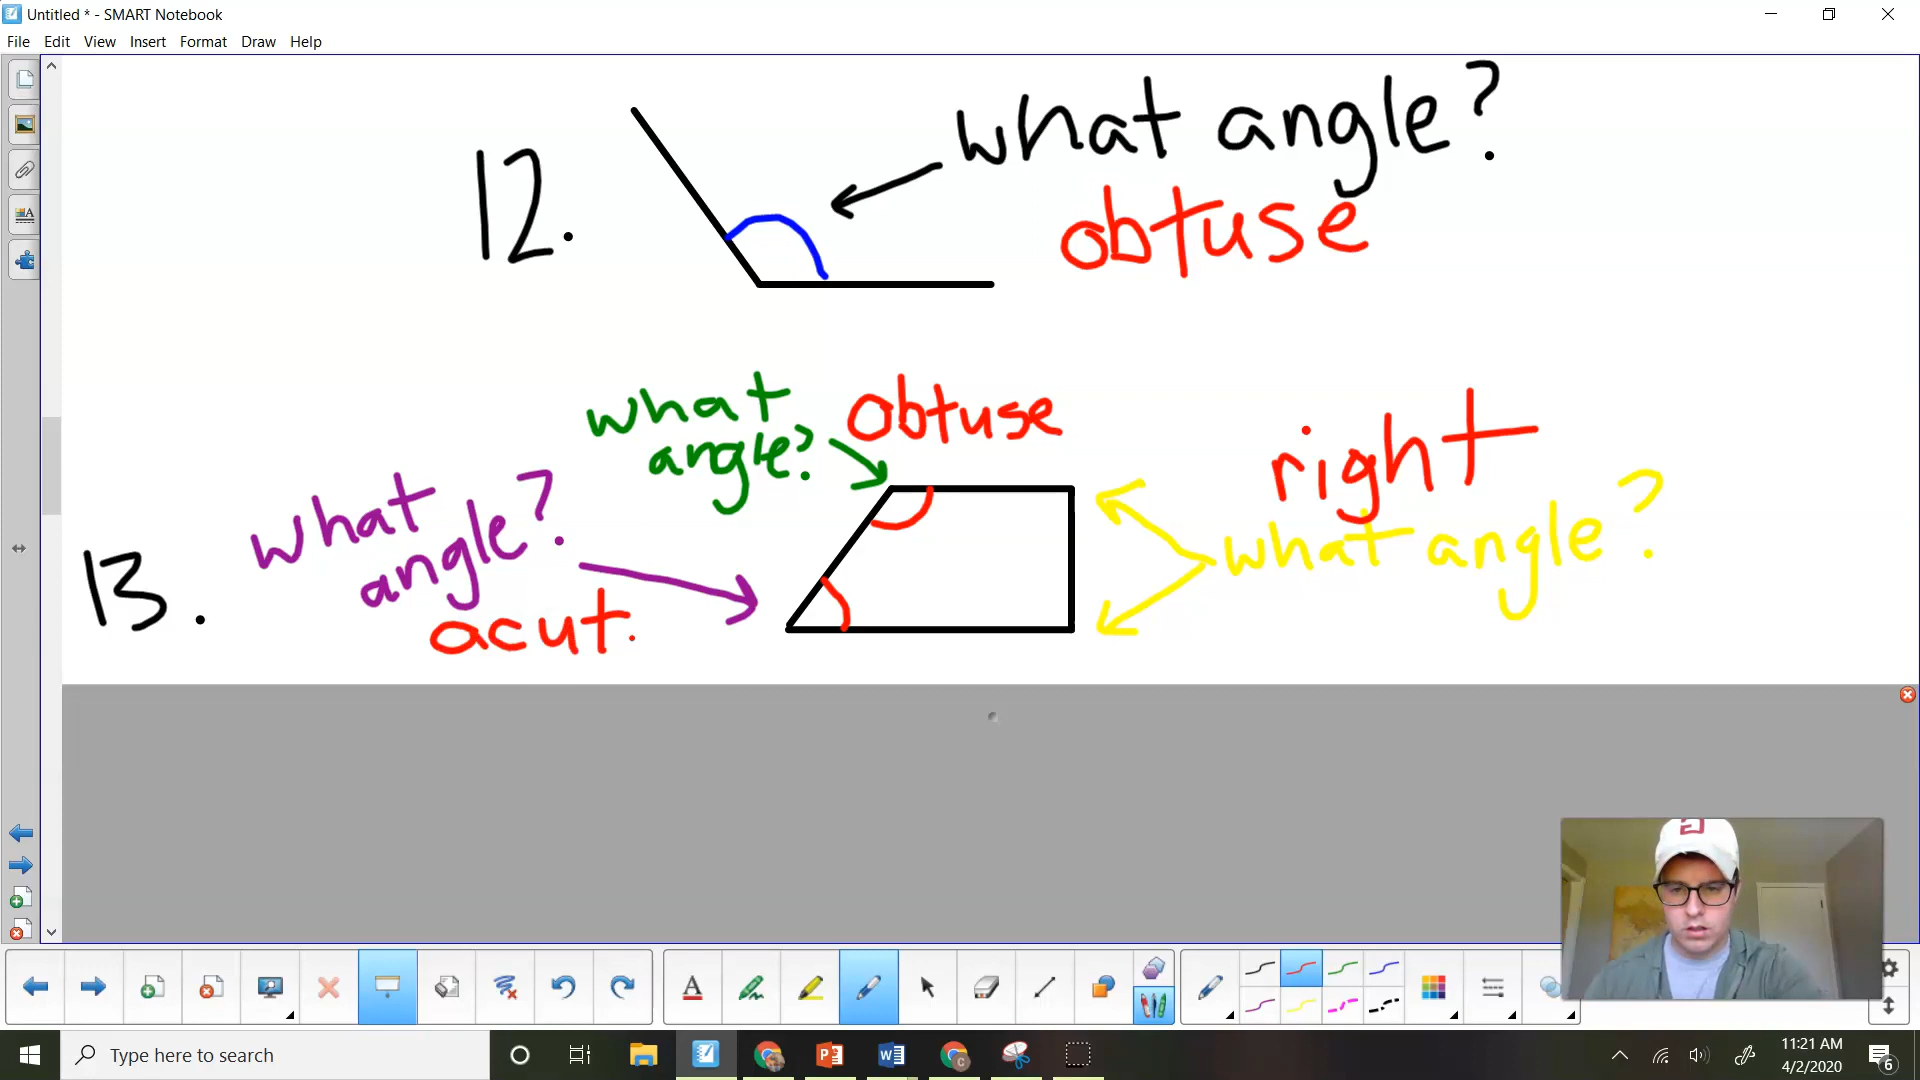 Untitled * - SMART Notebook
File Edit View Insert Format Draw Help
12.
what angle?
obtuse
what
angle?
obtuse
right
what
angle?
what angle?
13.
acut.
A
Type here to search
11:21 AM
4/2/2020
6